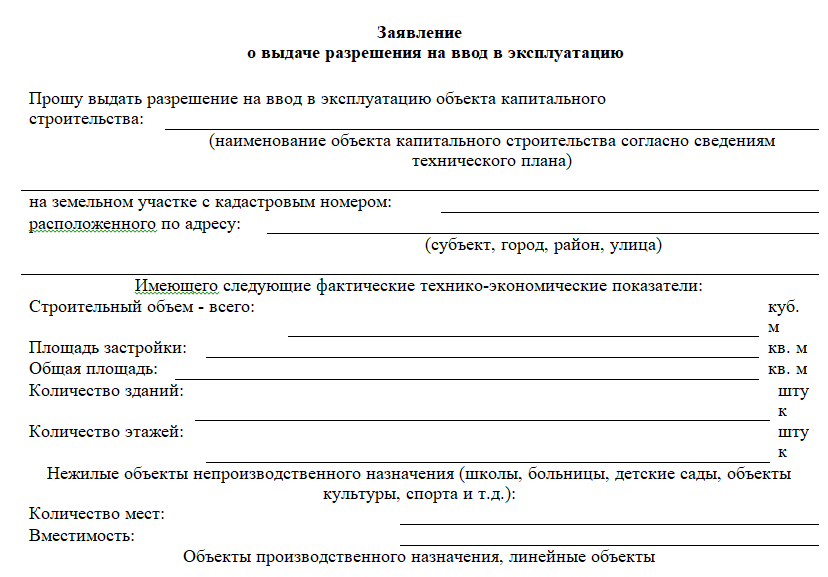 Заявление
о выдаче разрешения на ввод в эксплуатацию
Прошу выдать разрешение на ввод в эксплуатацию объекта капитального
строительства:
(наименование объекта капитального строительства согласно сведениям
технического плана)
на земельном участке с кадастровым номером:
расположенного по адресу:
(субъект, город, район, улица)
Имеющего следующие фактические технико-экономические показатели:
Строительный объем - всего: куб.
м
Площадь застройки: кв. м
Общая площадь: кв. м
Количество зданий: шту
к
Количество этажей: шту
к
Нежилые объекты непроизводственного назначения (школы, больницы, детские сады, объекты
культуры, спорта и т.д.):
Количество мест:
Вместимость:
Объекты производственного назначения, линейные объекты